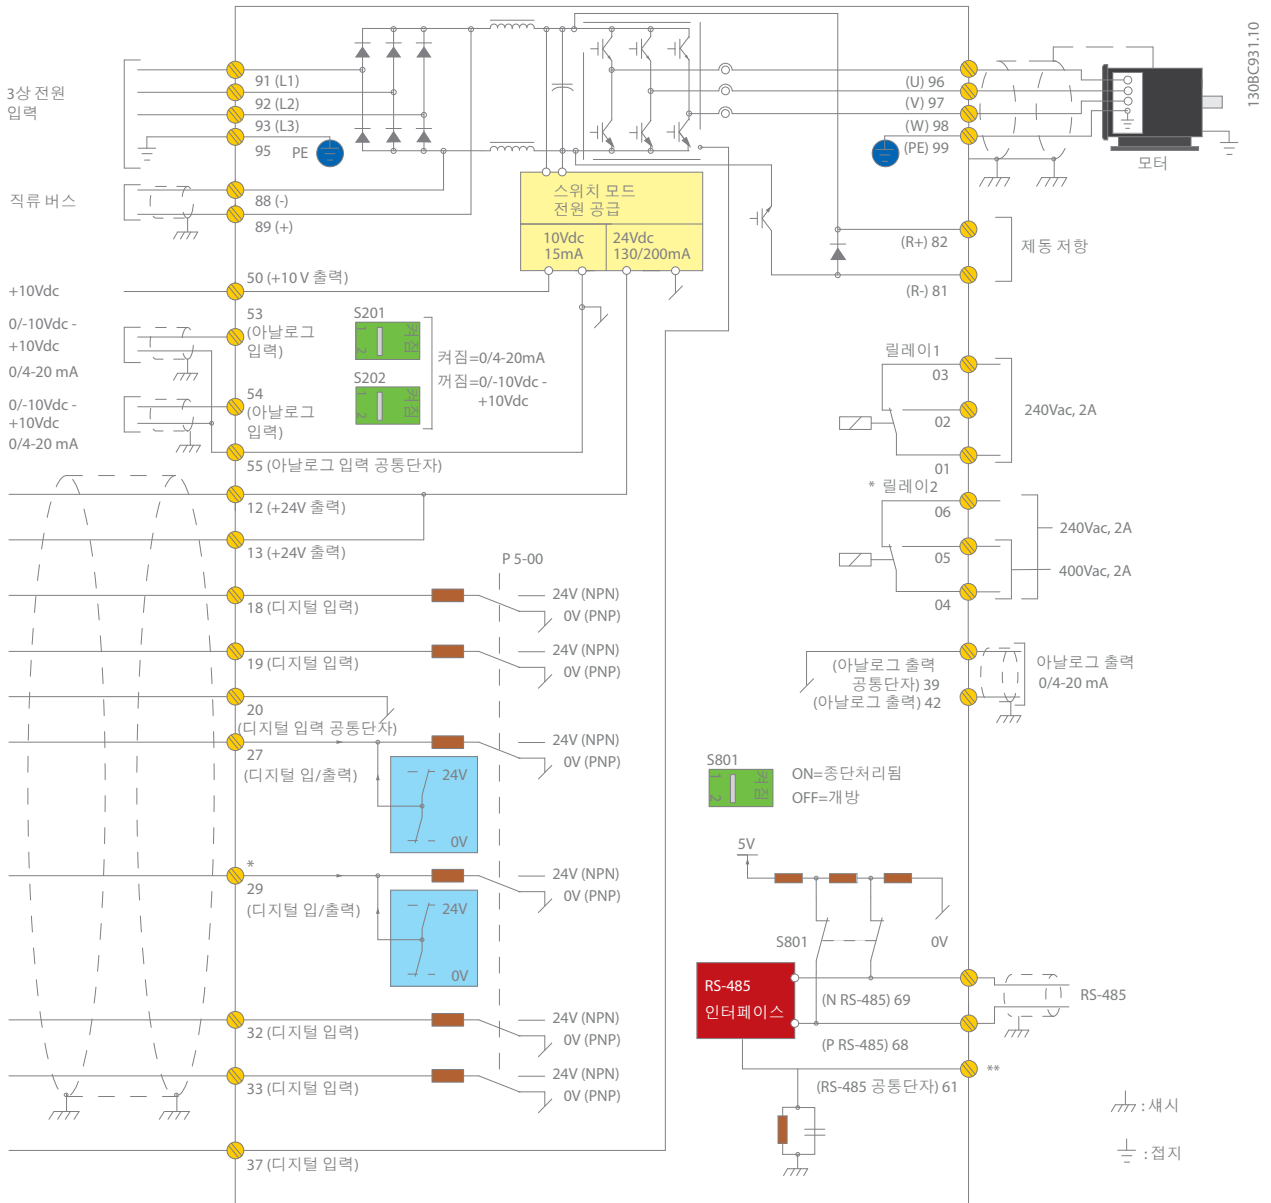 130BC931.10
3상 전원
입력
91 (L1)
92 (L2)
93 (L3)
95
PE
직류 버스
88 (-)
89 (+)
스위치 모드
전원 공급
10Vdc
15mA
24Vdc
130/200mA
(U) 96
(V) 97
(W) 98
(PE) 99
모터
(R+) 82
제동 저항
(R-) 81
+10Vdc
50 (+10 V 출력)
0/-10Vdc -
+10Vdc
0/4-20 mA
53
(아날로그
입력)
S201
켜짐
1 2
S202
켜짐
1 2
켜짐=0/4-20mA
꺼짐=0/-10Vdc -
+10Vdc
0/-10Vdc -
+10Vdc
0/4-20 mA
54
(아날로그
입력)
55 (아날로그 입력 공통단자)
12 (+24V 출력)
13 (+24V 출력)
릴레이1
03
02
01
240Vac, 2A
* 릴레이2
06
05
04
240Vac, 2A
400Vac, 2A
P 5-00
18 (디지털 입력)
24V (NPN)
0V (PNP)
19 (디지털 입력)
24V (NPN)
0V (PNP)
20
(디지털 입력 공통단자)
27
(디지털 입/출력)
24V (NPN)
0V (PNP)
24V
0V
*
29
(디지털 입/출력)
24V (NPN)
0V (PNP)
24V
0V
32 (디지털 입력)
24V (NPN)
0V (PNP)
33 (디지털 입력)
24V (NPN)
0V (PNP)
37 (디지털 입력)
(아날로그 출력
공통단자) 39
(아날로그 출력) 42
아날로그 출력
0/4-20 mA
S801
켜짐
1 2
ON=종단처리됨
OFF=개방
5V
S801
0V
RS-485
인터페이스
(N RS-485) 69
(P RS-485) 68
RS-485
(RS-485 공통단자) 61
**
: 섀시
: 접지